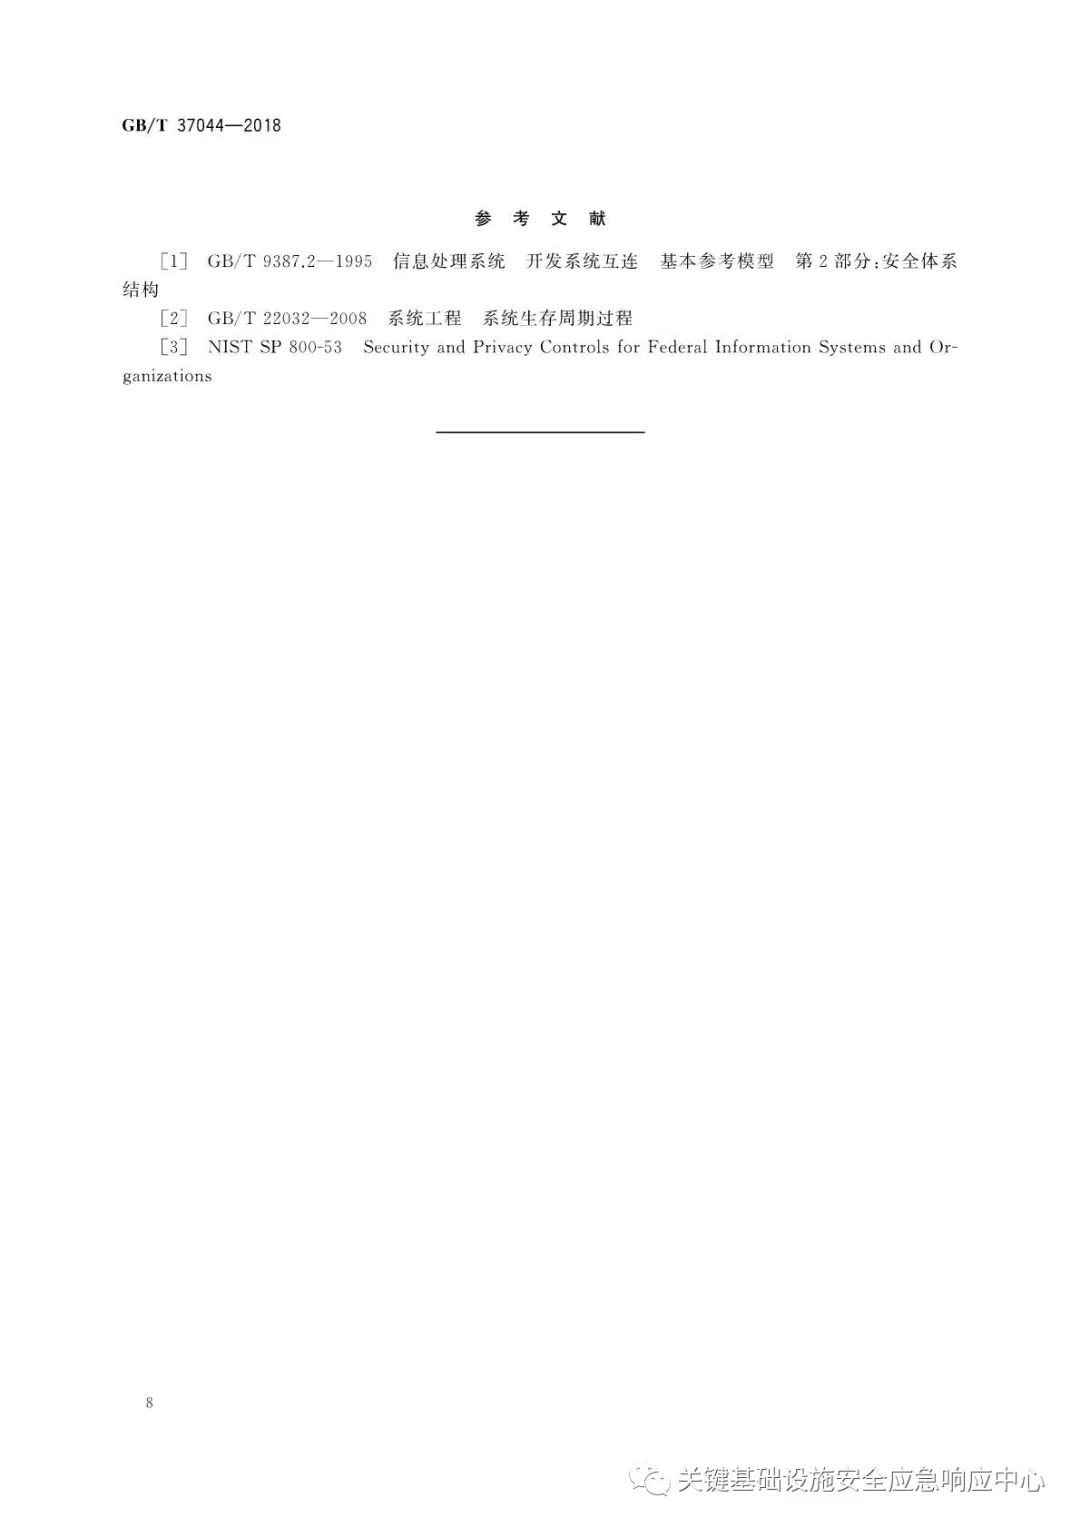 GB/T 37044—2018
参 考 文 献
[1] GB/T 9387.2—1995 信息处理系统 开发系统互连 基本参考模型 第 2 部分:安全体系
结构
[2] GB/T 22032—2008 系统工程 系统生存周期过程
[3] NIST SP 800-53 Security and Privacy Controls for Federal Information Systems and Or-
ganizations
8
关键基础设施安全应急响应中心